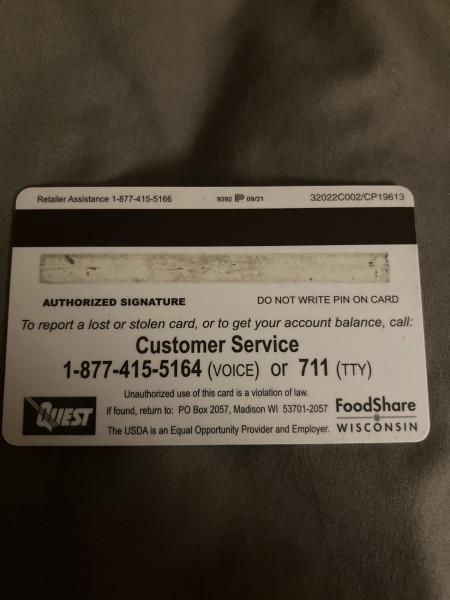 Retailer Assistance 1-877-415-5166 9392 P 09/21 32022C002/CP19613
AUTHORIZED SIGNATURE DO NOT WRITE PIN ON CARD
To report a lost or stolen card, or to get your account balance, call:
Customer Service
1-877-415-5164 (VOICE) or 711 (TTY)
Unauthorized use of this card is a violation of law.
If found, return to: PO Box 2057, Madison WI 53701-2057
The USDA is an Equal Opportunity Provider and Employer.
QUEST
FoodShare
WISCONSIN